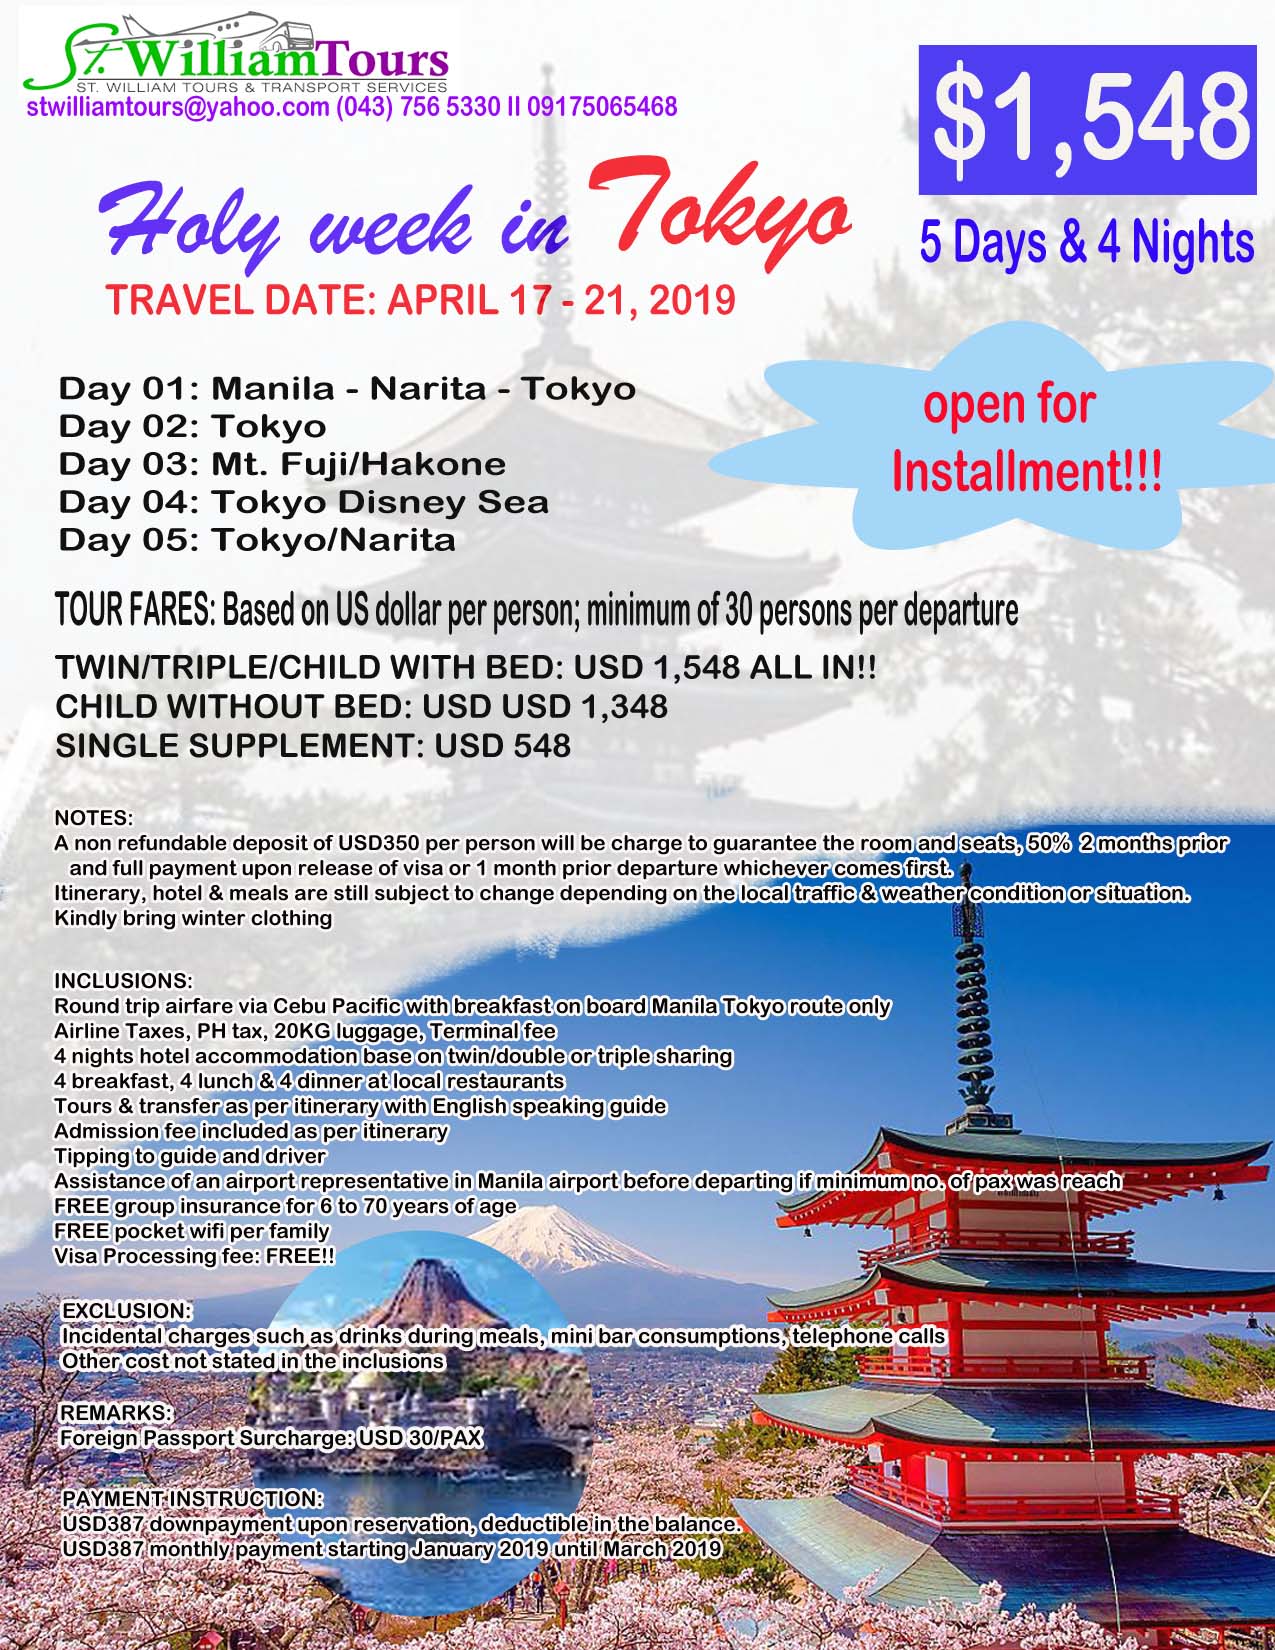 St. WilliamTours
ST. WILLIAM TOURS & TRANSPORT SERVICES
stwilliamtours@yahoo.com (043) 756 5330 II 09175065468
$1,548
5 Days & 4 Nights
Holy week in Tokyo
TRAVEL DATE: APRIL 17 - 21, 2019
open for
Installment!!!
Day 01: Manila - Narita - Tokyo
Day 02: Tokyo
Day 03: Mt. Fuji/Hakone
Day 04: Tokyo Disney Sea
Day 05: Tokyo/Narita
TOUR FARES: Based on US dollar per person; minimum of 30 persons per departure
TWIN/TRIPLE/CHILD WITH BED: USD 1,548 ALL IN!!
CHILD WITHOUT BED: USD USD 1,348
SINGLE SUPPLEMENT: USD 548
NOTES:
A non refundable deposit of USD350 per person will be charge to guarantee the room and seats, 50% 2 months prior
and full payment upon release of visa or 1 month prior departure whichever comes first.
Itinerary, hotel & meals are still subject to change depending on the local traffic & weather condition or situation.
Kindly bring winter clothing
INCLUSIONS:
Round trip airfare via Cebu Pacific with breakfast on board Manila Tokyo route only
Airline Taxes, PH tax, 20KG luggage, Terminal fee
4 nights hotel accommodation base on twin/double or triple sharing
4 breakfast, 4 lunch & 4 dinner at local restaurants
Tours & transfer as per itinerary with English speaking guide
Admission fee included as per itinerary
Tipping to guide and driver
Assistance of an airport representative in Manila airport before departing if minimum no. of pax was reach
FREE group insurance for 6 to 70 years of age
FREE pocket wifi per family
Visa Processing fee: FREE!!
EXCLUSION:
Incidental charges such as drinks during meals, mini bar consumptions, telephone calls
Other cost not stated in the inclusions
REMARKS:
Foreign Passport Surcharge: USD 30/PAX
PAYMENT INSTRUCTION:
USD387 downpayment upon reservation, deductible in the balance.
USD387 monthly payment starting January 2019 until March 2019